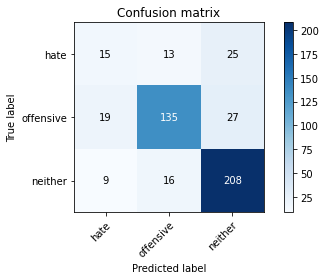 Confusion matrix
hate 15 13 25
offensive 19 135 27
neither 9 16 208
hate offensive neither
True label
Predicted label
200
175
150
125
100
75
50
25